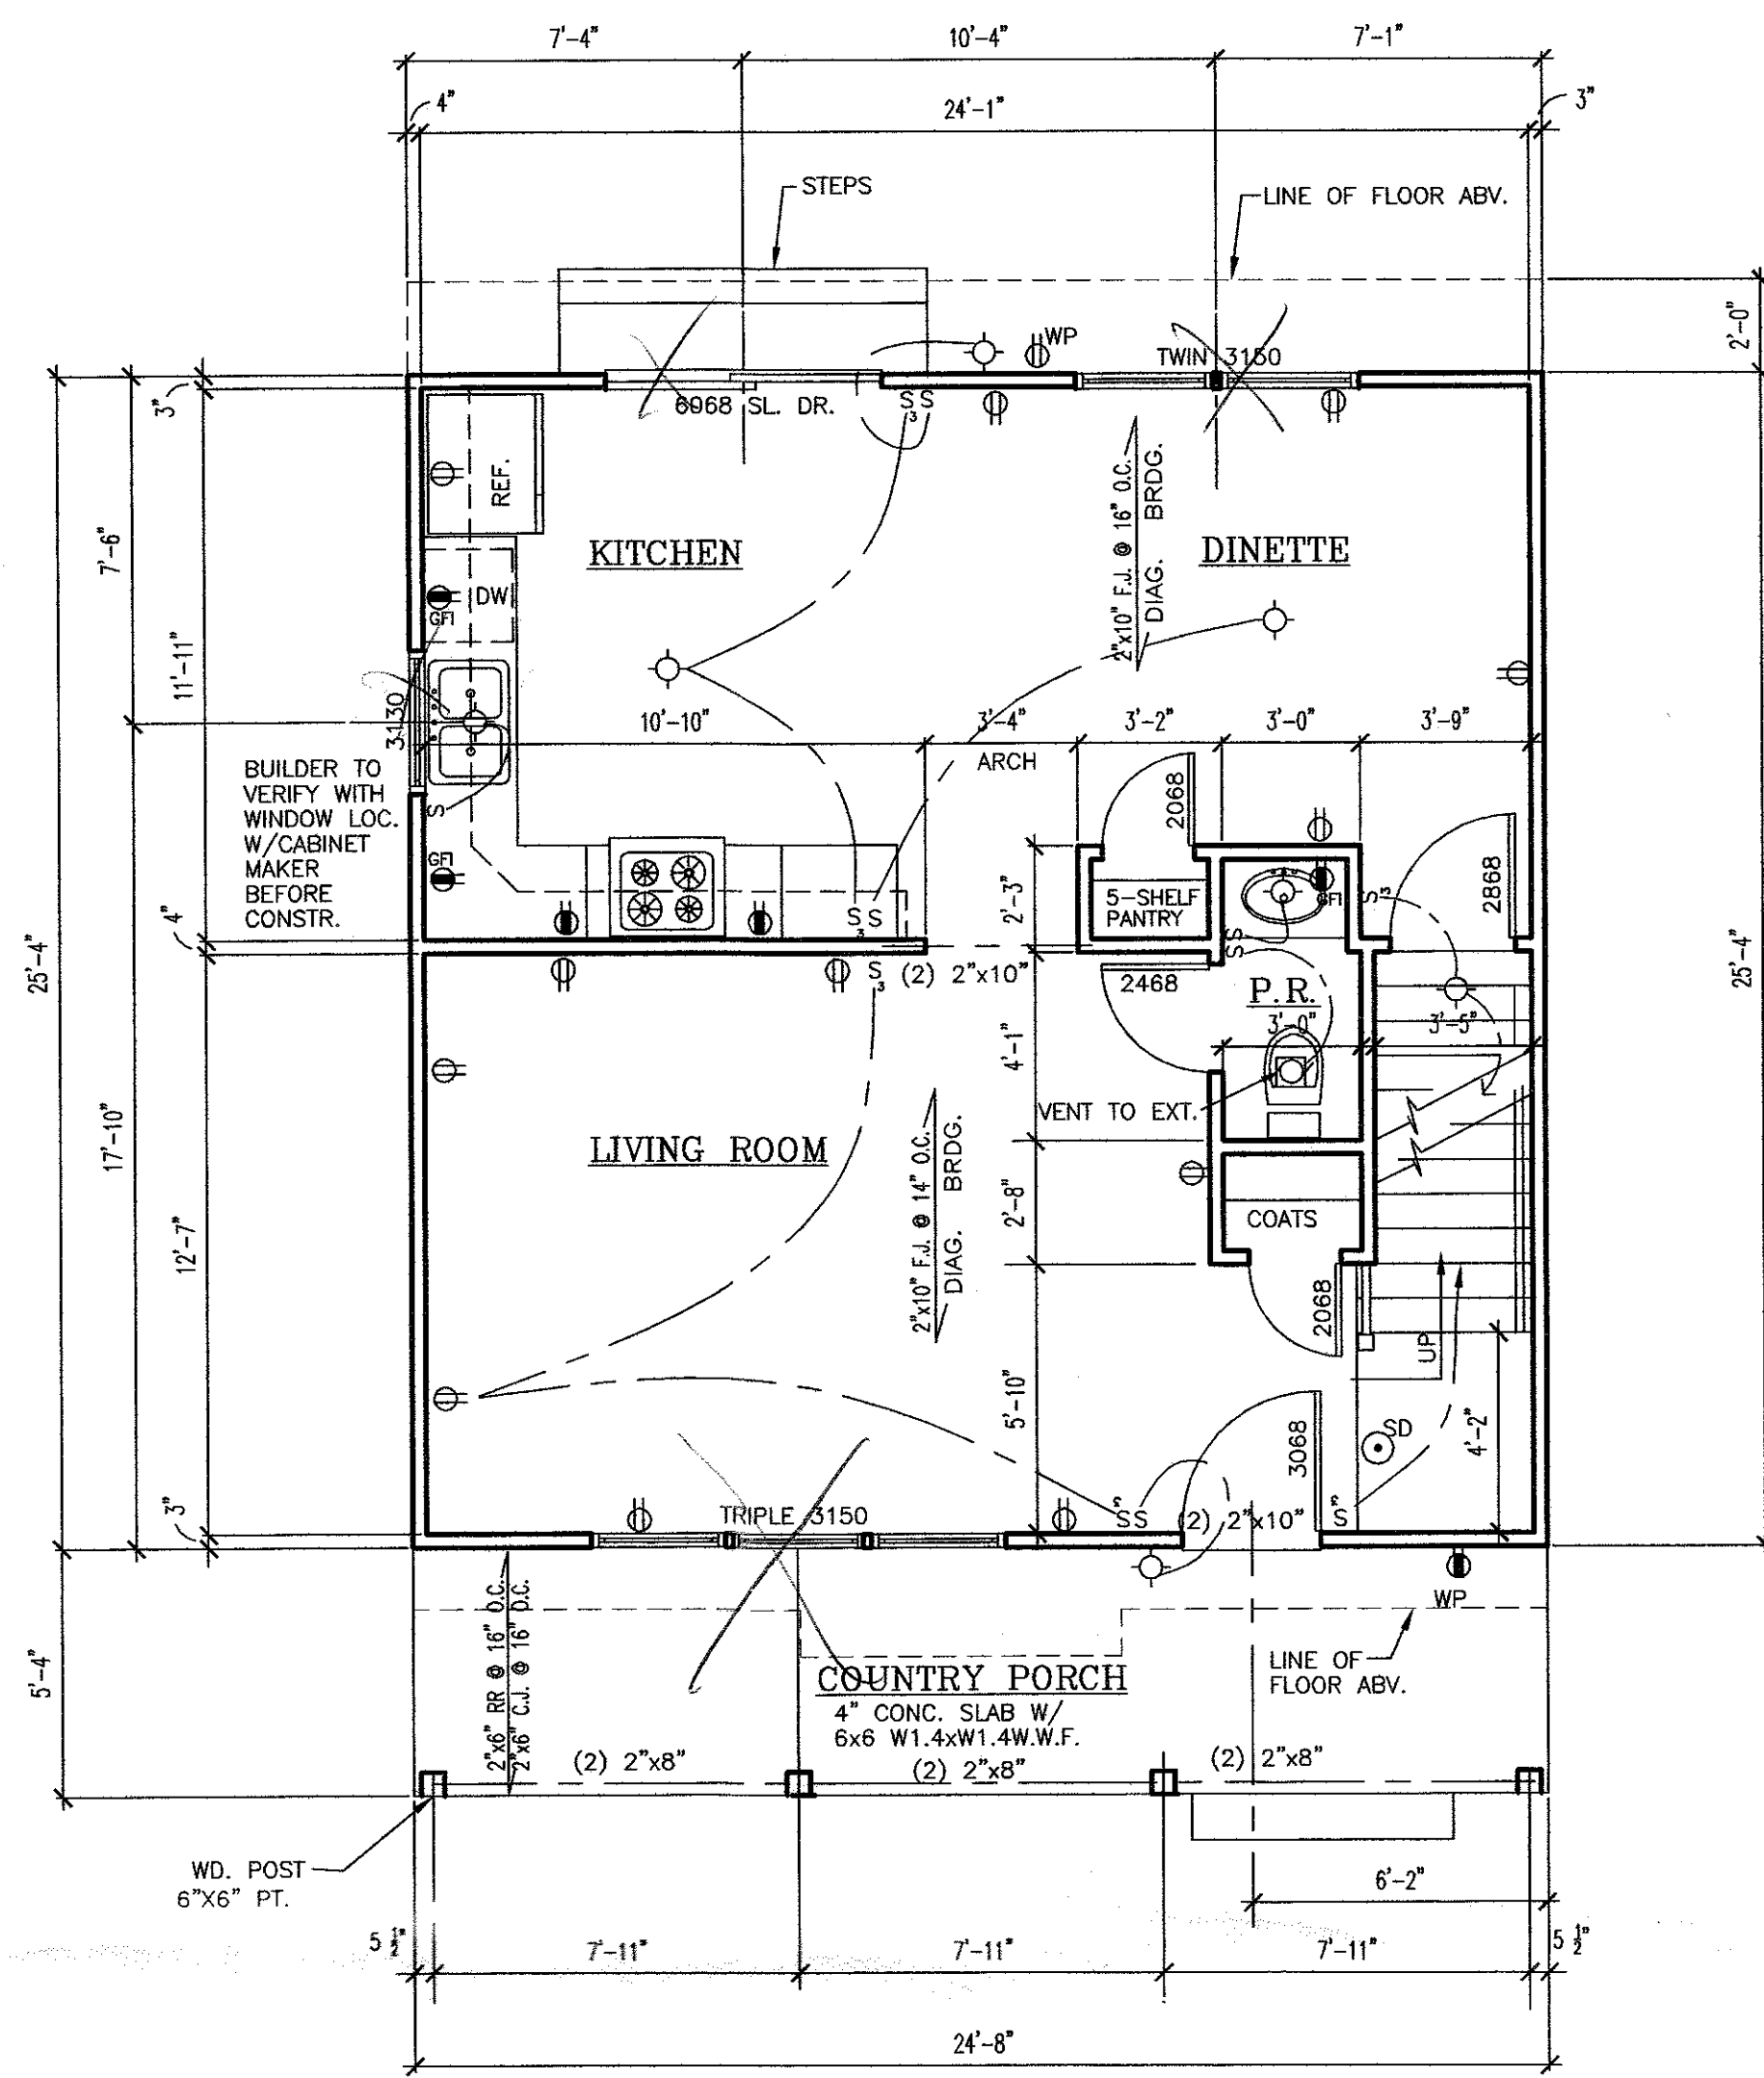 7'-4" 10'-4" 7'-1"
4" 24'-1" 3"
STEPS
LINE OF FLOOR ABV.
2'-0"
WP
TWIN 3150
3"
6068 SL. DR.
S3 S
REF.
2"x10" F.J. @ 16" O.C.
DIAG. BRDG.
KITCHEN
DINETTE
7'-6"
DW
GFI
11'-11"
3130
10'-10" 3'-4" 3'-2" 3'-0" 3'-9"
ARCH
BUILDER TO
VERIFY WITH
WINDOW LOC.
W/CABINET
MAKER
BEFORE
CONSTR.
S
2068
GFI
2868
5-SHELF
PANTRY
GFI
S3
2'-3"
S3 S
4"
S
S
25'-4"
25'-4"
S3
(2) 2"x10"
2468
P.R.
3'-0"
3'-5"
4'-1"
VENT TO EXT.
17'-10"
LIVING ROOM
2"x10" F.J. @ 14" O.C.
DIAG. BRDG.
2'-8"
COATS
12'-7"
2068
UP
5'-10"
3068
SD
4'-2"
3"
TRIPLE 3150
S3 S
(2) 2"x10"
S3
WP
2"x6" RR @ 16" O.C.
2"x6" C.J. @ 16" O.C.
5'-4"
LINE OF
FLOOR ABV.
COUNTRY PORCH
4" CONC. SLAB W/
6x6 W1.4xW1.4W.W.F.
(2) 2"x8" (2) 2"x8" (2) 2"x8"
WD. POST
6"X6" PT.
6'-2"
5 1/2" 7'-11" 7'-11" 7'-11" 5 1/2"
24'-8"